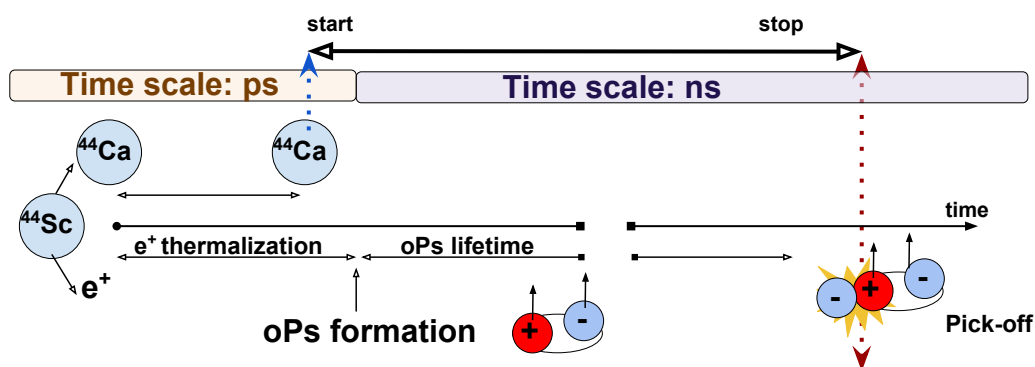 start
stop
Time scale: ps
Time scale: ns
⁴⁴Ca
⁴⁴Ca
⁴⁴Sc
e⁺
time
e⁺ thermalization
oPs lifetime
oPs formation
+
-
-
+
-
Pick-off